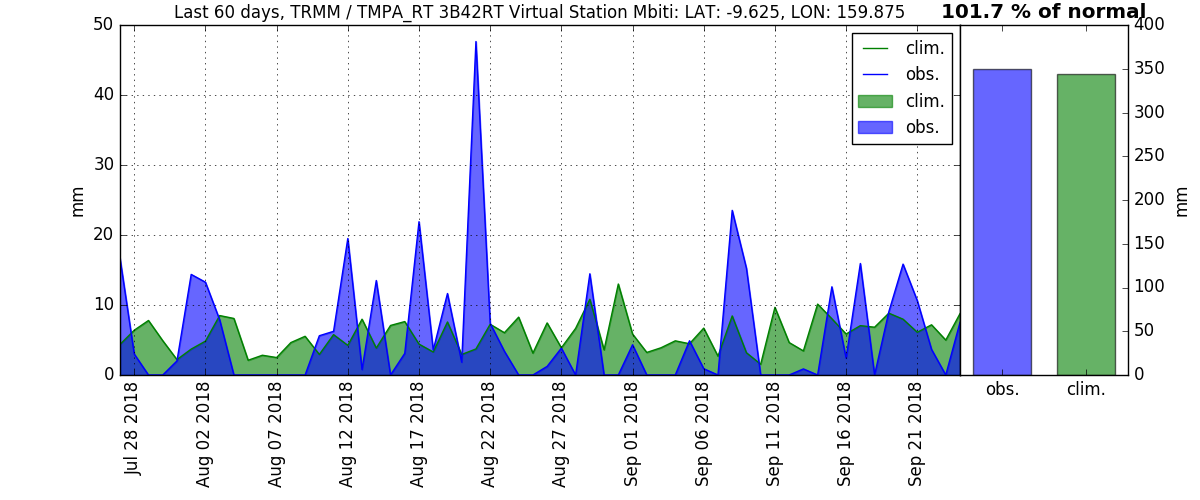 Last 60 days, TRMM / TMPA_RT 3B42RT Virtual Station Mbiti: LAT: -9.625, LON: 159.875
101.7 % of normal
50
40
30
20
10
0
mm
clim.
obs.
clim.
obs.
400
350
300
250
200
150
100
50
0
mm
Jul 28 2018
Aug 02 2018
Aug 07 2018
Aug 12 2018
Aug 17 2018
Aug 22 2018
Aug 27 2018
Sep 01 2018
Sep 06 2018
Sep 11 2018
Sep 16 2018
Sep 21 2018
obs.
clim.